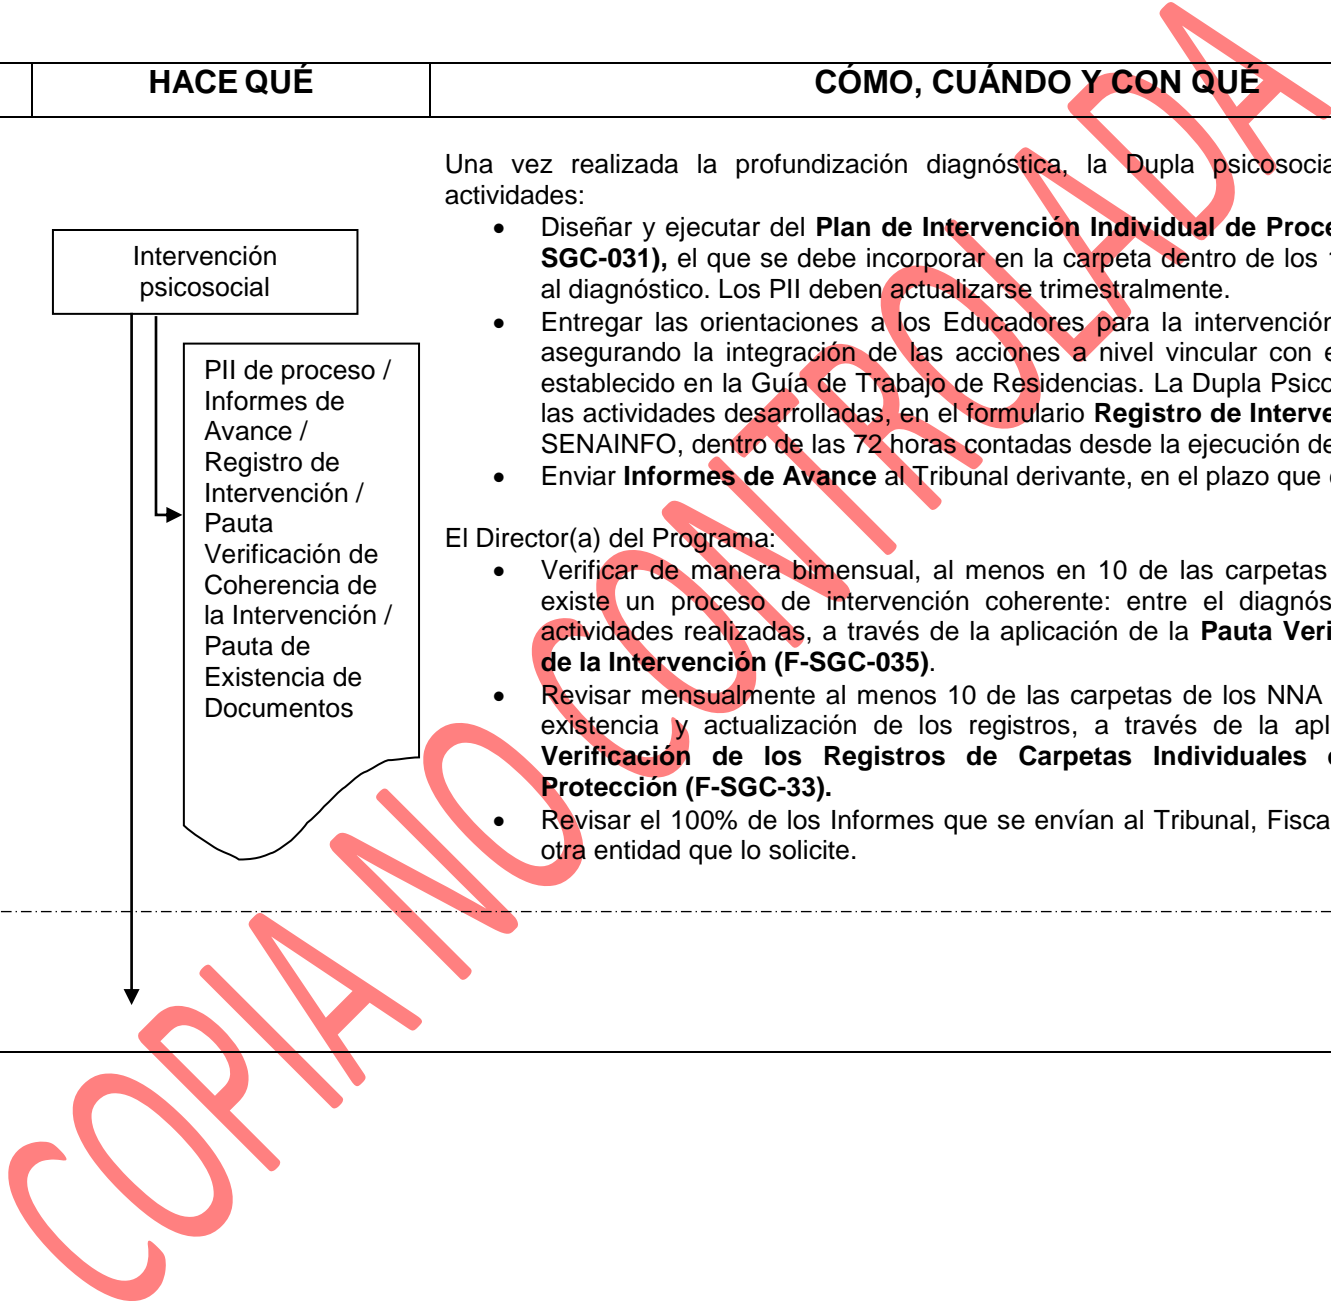 HACE QUÉ
CÓMO, CUÁNDO Y CON QUÉ
Intervención
psicosocial
PII de proceso /
Informes de
Avance /
Registro de
Intervención /
Pauta
Verificación de
Coherencia de
la Intervención /
Pauta de
Existencia de
Documentos
Una vez realizada la profundización diagnóstica, la Dupla
actividades:
• Diseñar y ejecutar del Plan de Intervención Individual de
SGC-031), el que se debe incorporar en la carpeta dentro de los
al diagnóstico. Los PII deben actualizarse trimestralmente.
• Entregar las orientaciones a los Educadores para la intervención
asegurando la integración de las acciones a nivel vincular con
establecido en la Guía de Trabajo de Residencias. La Dupla
las actividades desarrolladas, en el formulario Registro de
SENAINFO, dentro de las 72 horas contadas desde la ejecución
• Enviar Informes de Avance al Tribunal derivante, en el plazo que
El Director(a) del Programa:
• Verificar de manera bimensual, al menos en 10 de las carpetas
existe un proceso de intervención coherente: entre el
actividades realizadas, a través de la aplicación de la Pauta
de la Intervención (F-SGC-035).
• Revisar mensualmente al menos 10 de las carpetas de los NNA
existencia y actualización de los registros, a través de la
Verificación de los Registros de Carpetas Individuales
Protección (F-SGC-33).
• Revisar el 100% de los Informes que se envían al Tribunal,
otra entidad que lo solicite.
COPIA NO CONTROLADA